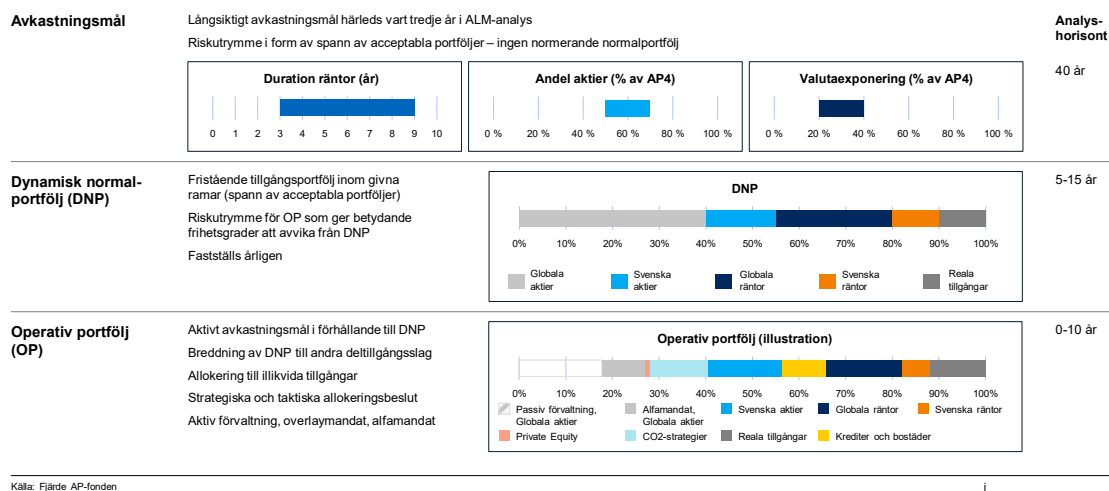 Avkastningsmål
Långsiktigt avkastningsmål härleds vart tredje år i ALM-analys
Riskutrymme i form av spann av acceptabla portföljer – ingen normerande normalportfölj
Analys-
horisont
40 år
Duration räntor (år)
0 1 2 3 4 5 6 7 8 9 10
Andel aktier (% av AP4)
0 % 20 % 40 % 60 % 80 % 100 %
Valutaexponering (% av AP4)
0 % 20 % 40 % 60 % 80 % 100 %
Dynamisk normal-
portfölj (DNP)
Fristående tillgångsportfölj inom givna
ramar (spann av acceptabla portföljer)
Riskutrymme för OP som ger betydande
frihetsgrader att avvika från DNP
Fastställs årligen
DNP
0% 10% 20% 30% 40% 50% 60% 70% 80% 90% 100%
Globala
aktier
Svenska
aktier
Globala
räntor
Svenska
räntor
Reala
tillgångar
5-15 år
Operativ portfölj
(OP)
Aktivt avkastningsmål i förhållande till DNP
Breddning av DNP till andra deltillgångsslag
Allokering till illikvida tillgångar
Strategiska och taktiska allokeringsbeslut
Aktiv förvaltning, overlaymandat, alfamandat
Operativ portfölj (illustration)
0% 10% 20% 30% 40% 50% 60% 70% 80% 90% 100%
Passiv förvaltning,
Globala aktier
Alfamandat,
Globala aktier
Svenska aktier
Globala räntor
Svenska räntor
Private Equity
CO2-strategier
Reala tillgångar
Krediter och bostäder
0-10 år
Källa: Fjärde AP-fonden
i